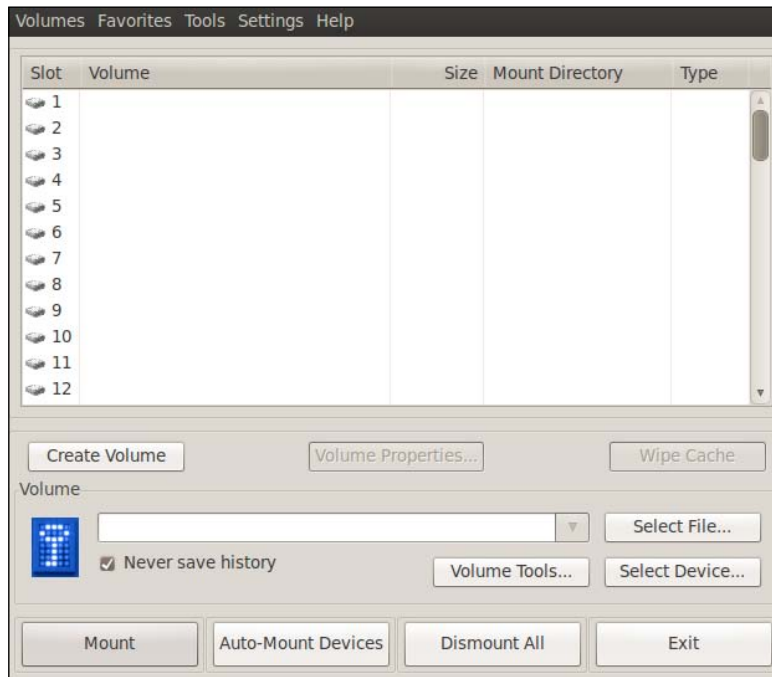 Volumes Favorites Tools Settings Help
Slot Volume Size Mount Directory Type
1
2
3
4
5
6
7
8
9
10
11
12
Create Volume Volume Properties... Wipe Cache
Volume
Select File...
Never save history
Volume Tools... Select Device...
Mount Auto-Mount Devices Dismount All Exit